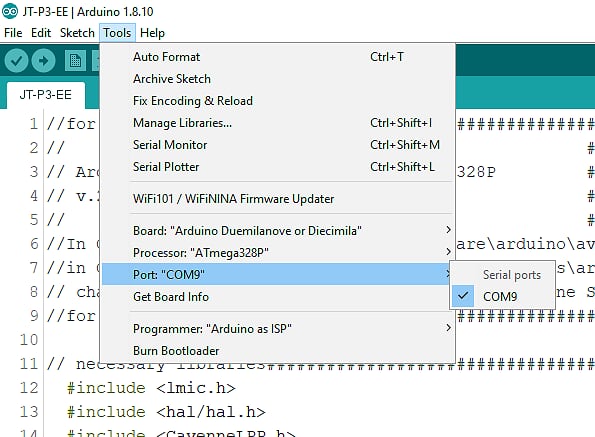 JT-P3-EE | Arduino 1.8.10
File Edit Sketch Tools Help
JT-P3-EE
Auto Format Ctrl+T
Archive Sketch
Fix Encoding & Reload
Manage Libraries... Ctrl+Shift+I
Serial Monitor Ctrl+Shift+M
Serial Plotter Ctrl+Shift+L
WiFi101 / WiFiNINA Firmware Updater
Board: "Arduino Duemilanove or Diecimila"
Processor: "ATmega328P"
Port: "COM9"
Get Board Info
Programmer: "Arduino as ISP"
Burn Bootloader
Serial ports
COM9
1 //for ##############
2 // #
3 // Ar 328P #
4 // v.2 #
5 // #
6 //In are\arduino\av
7 //in s\ar
8 // cha ne S
9 //for ##############
10
11 // necessary libraries##############################
12 #include <lmic.h>
13 #include <hal/hal.h>
14 #include <CayenneLPP.h>